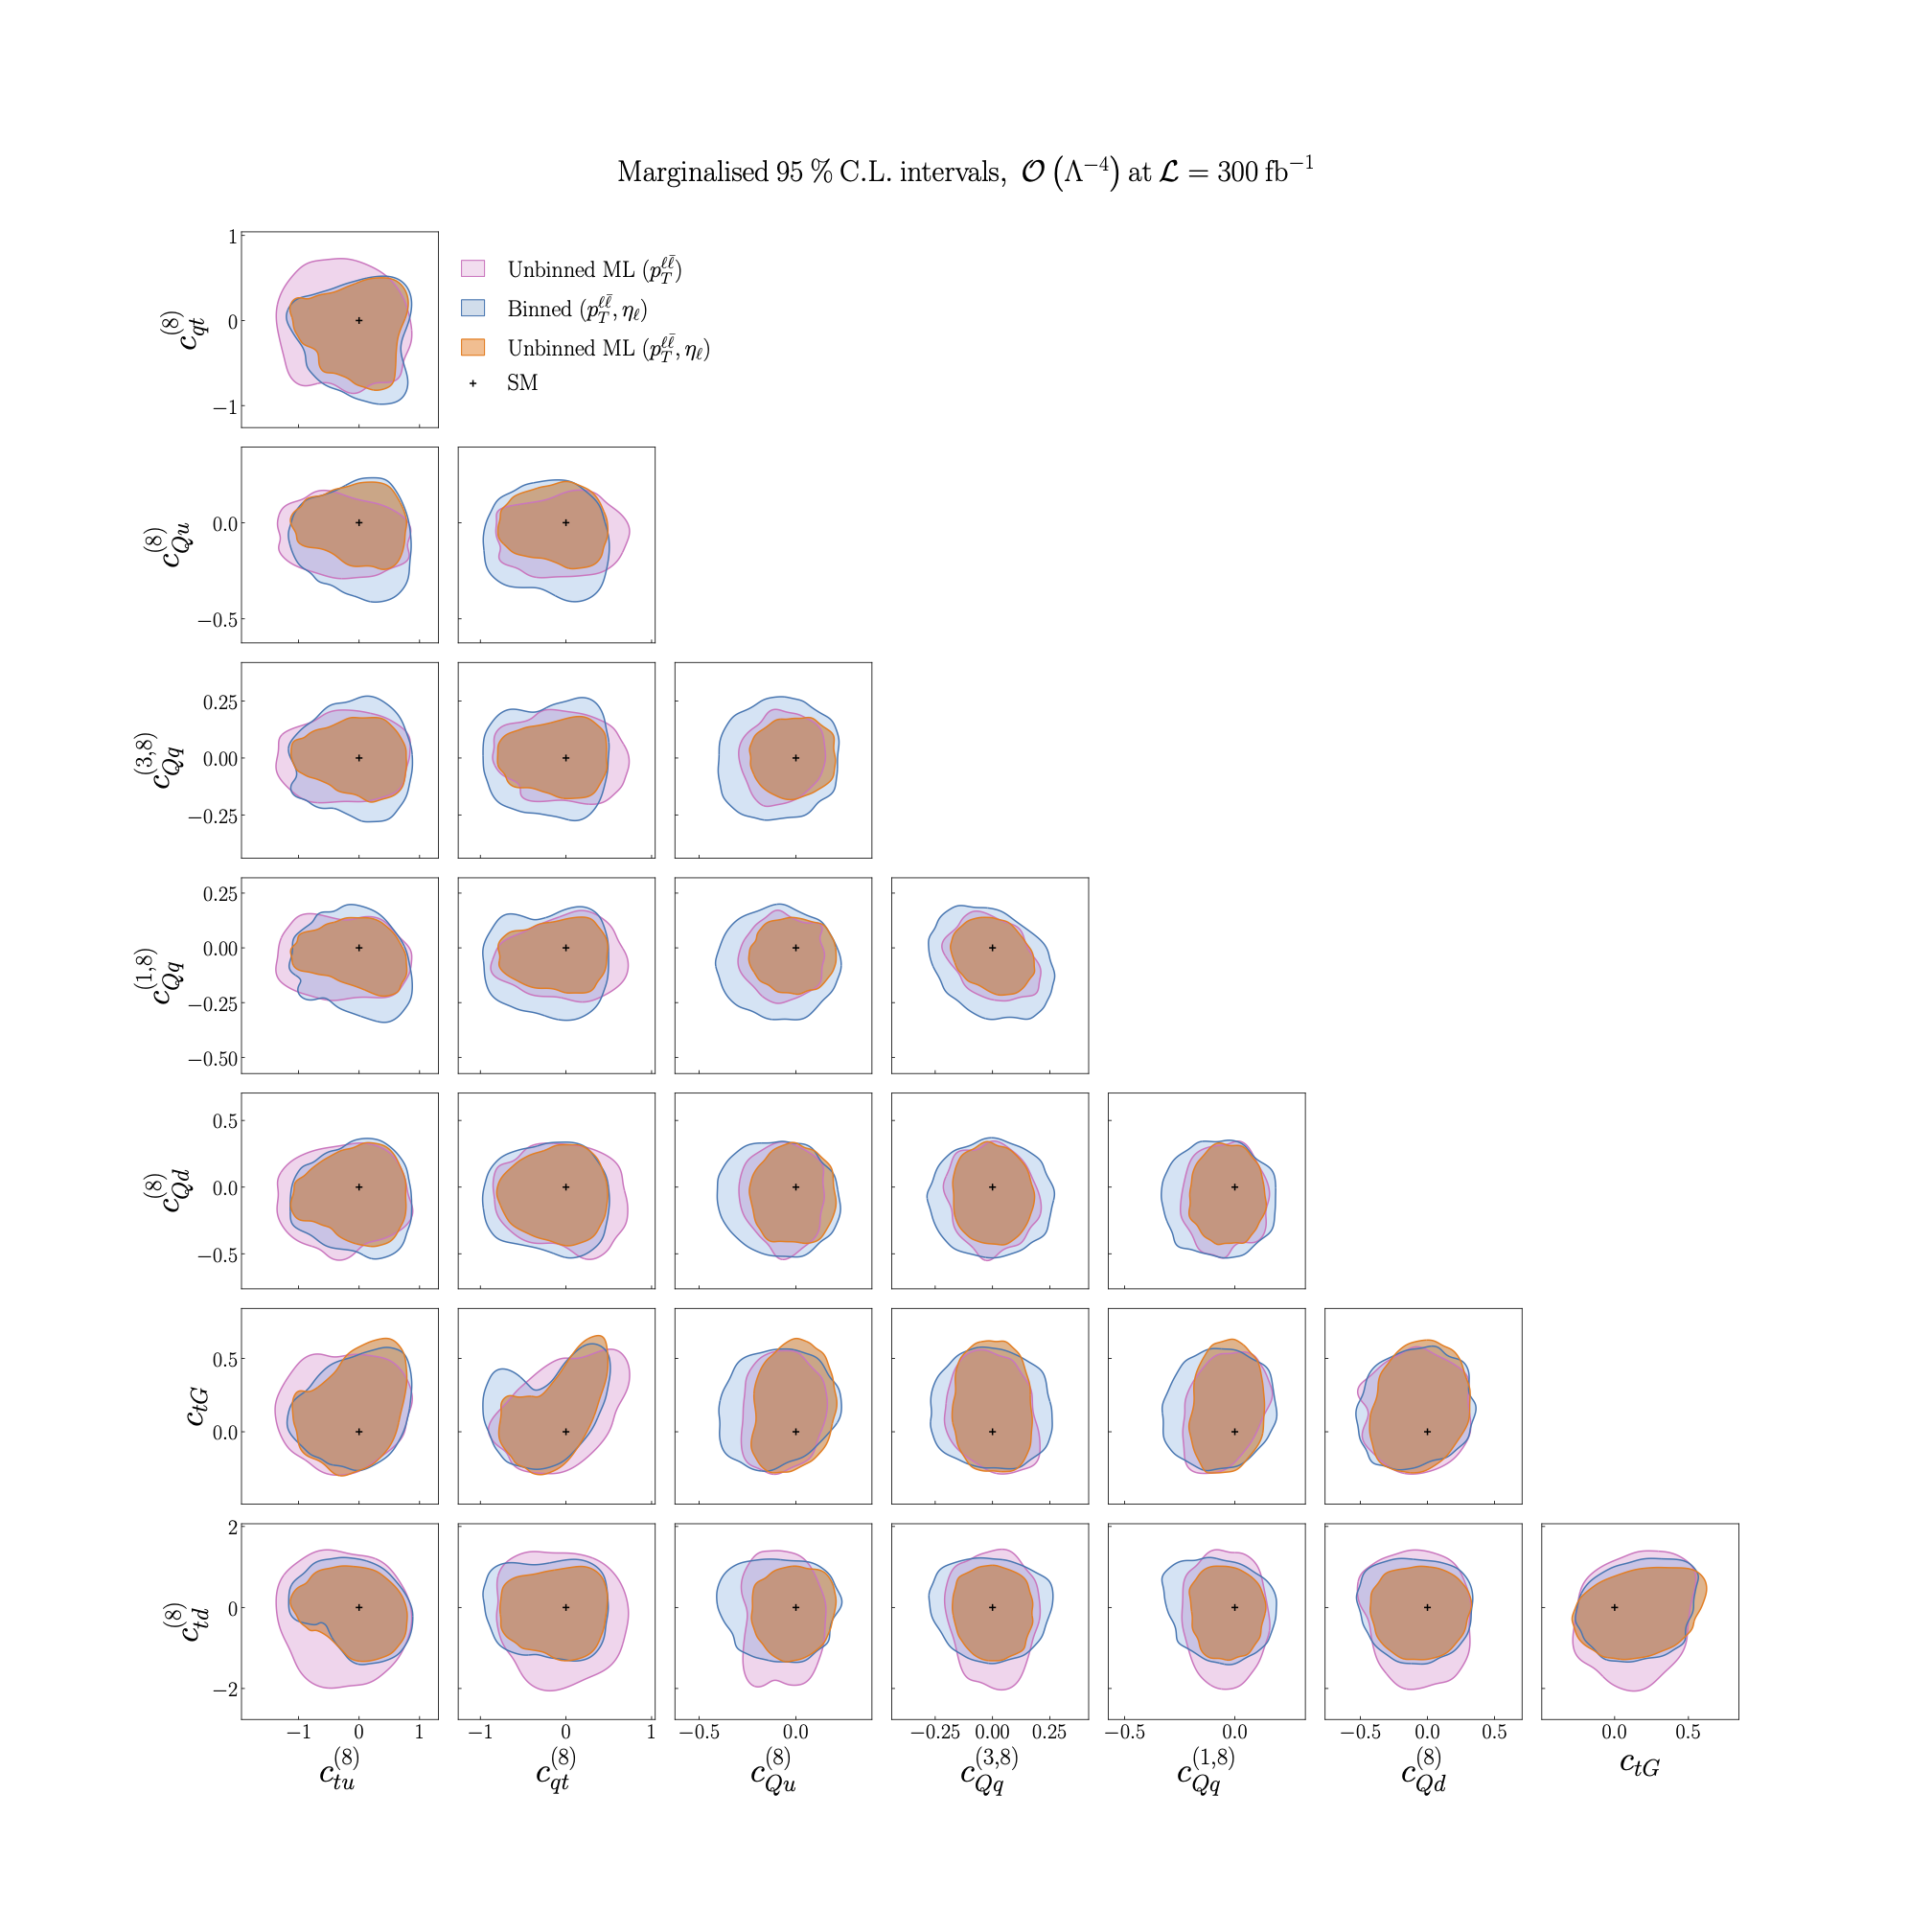 Marginalised 95 % C.L. intervals, 𝒪 (Λ⁻⁴) at ℒ = 300 fb⁻¹
1
0
−1
c_{qt}^{(8)}
Unbinned ML (p_T^{ℓℓ̄})
Binned (p_T^{ℓℓ̄}, η_ℓ)
Unbinned ML (p_T^{ℓℓ̄}, η_ℓ)
SM
0.0
−0.5
c_{Qu}^{(8)}
0.25
0.00
−0.25
c_{Qq}^{(3,8)}
0.25
0.00
−0.25
−0.50
c_{Qq}^{(1,8)}
0.5
0.0
−0.5
c_{Qd}^{(8)}
0.5
0.0
c_{tG}
2
0
−2
c_{td}^{(8)}
−1 0 1 −1 0 1 −0.5 0.0 −0.25 0.00 0.25 −0.5 0.0 −0.5 0.0 0.5 0.0 0.5
c_{tu}^{(8)} c_{qt}^{(8)} c_{Qu}^{(8)} c_{Qq}^{(3,8)} c_{Qq}^{(1,8)} c_{Qd}^{(8)} c_{tG}